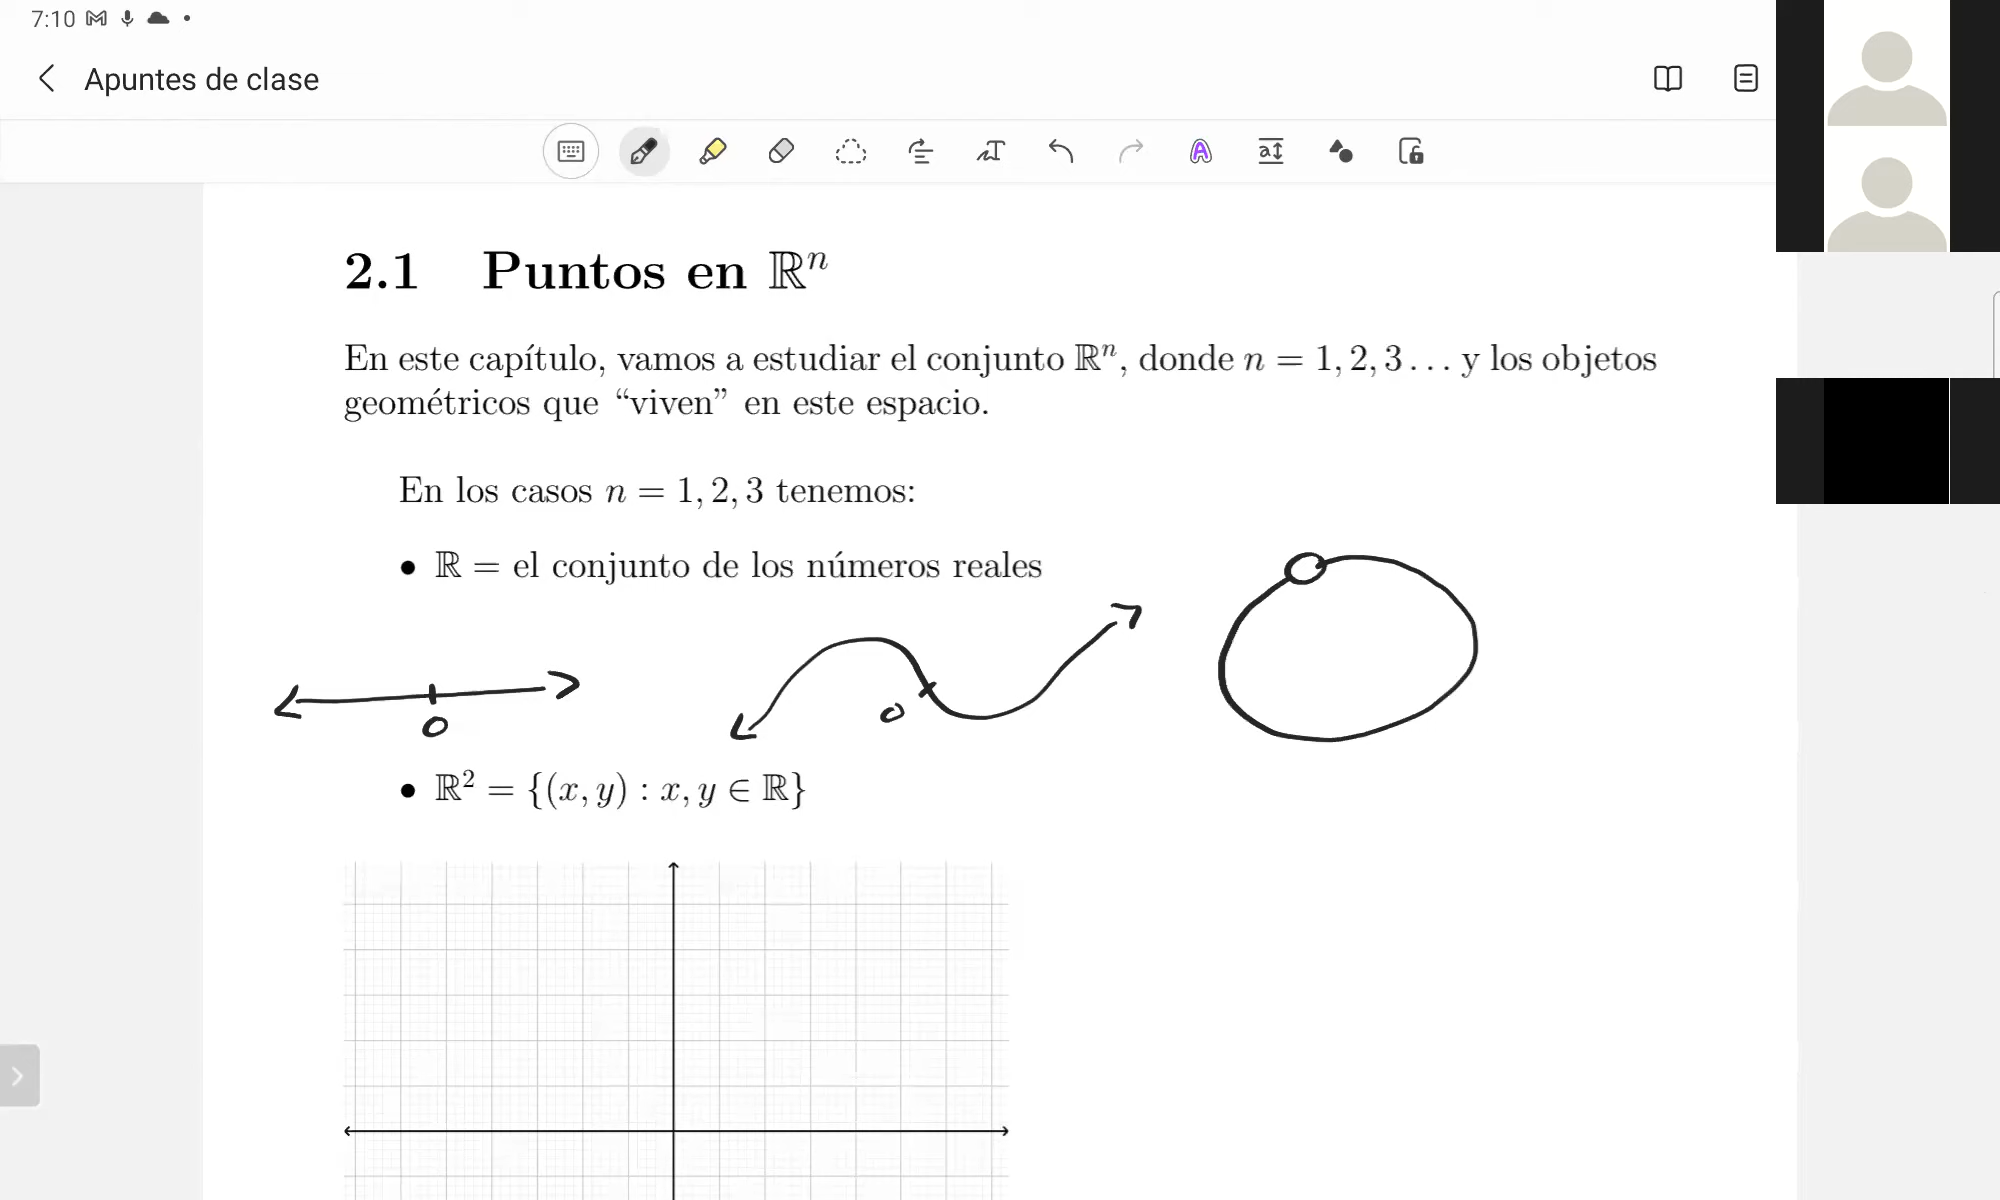 7:10
Apuntes de clase
2.1 Puntos en ℝⁿ
En este capítulo, vamos a estudiar el conjunto ℝⁿ, donde n = 1, 2, 3 . . . y los objetos
geométricos que “viven” en este espacio.
En los casos n = 1, 2, 3 tenemos:
• ℝ = el conjunto de los números reales
0
0
• ℝ² = {(x, y) : x, y ∈ ℝ}